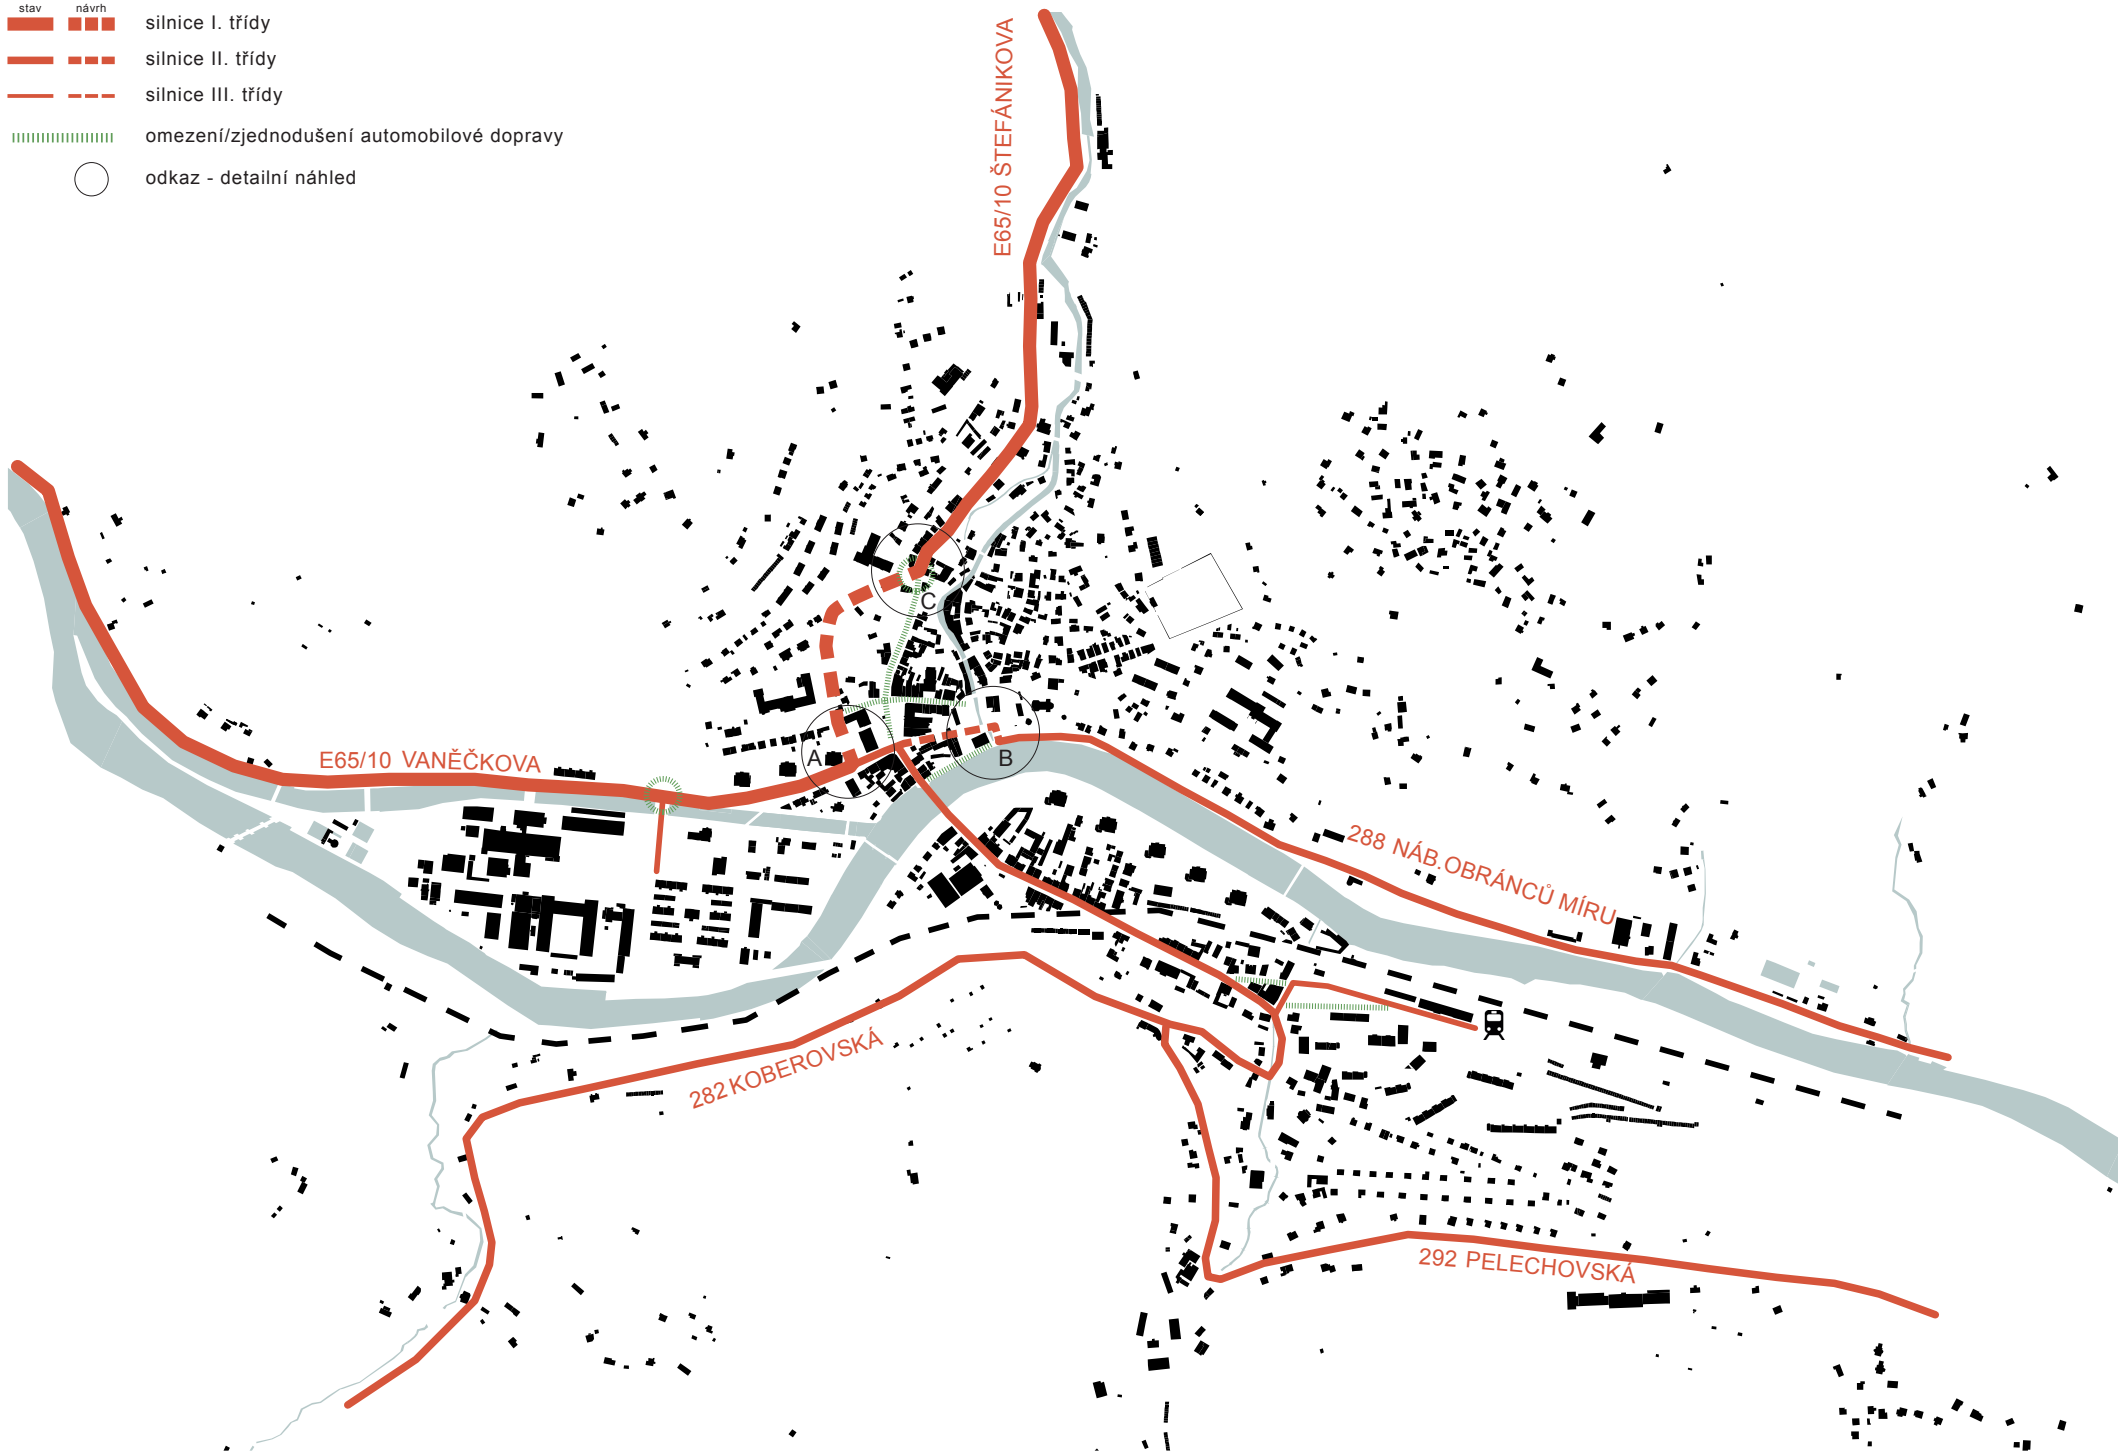 stav návrh
silnice I. třídy
silnice II. třídy
silnice III. třídy
omezení/zjednodušení automobilové dopravy
odkaz - detailní náhled
E65/10 ŠTEFÁNIKOVA
C
E65/10 VANĚČKOVA
A
B
288 NÁB.OBRÁNCŮ MÍRU
282 KOBEROVSKÁ
292 PELECHOVSKÁ